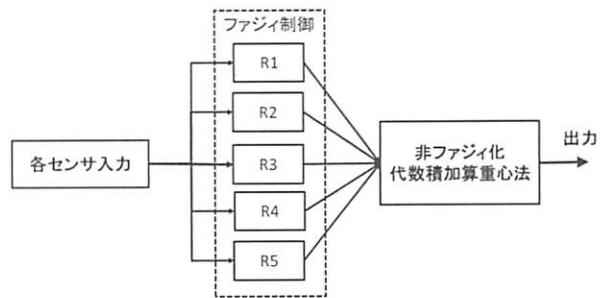 ファジィ制御
R1
R2
各センサ入力
R3
R4
R5
非ファジィ化
代数積加算重心法
出力